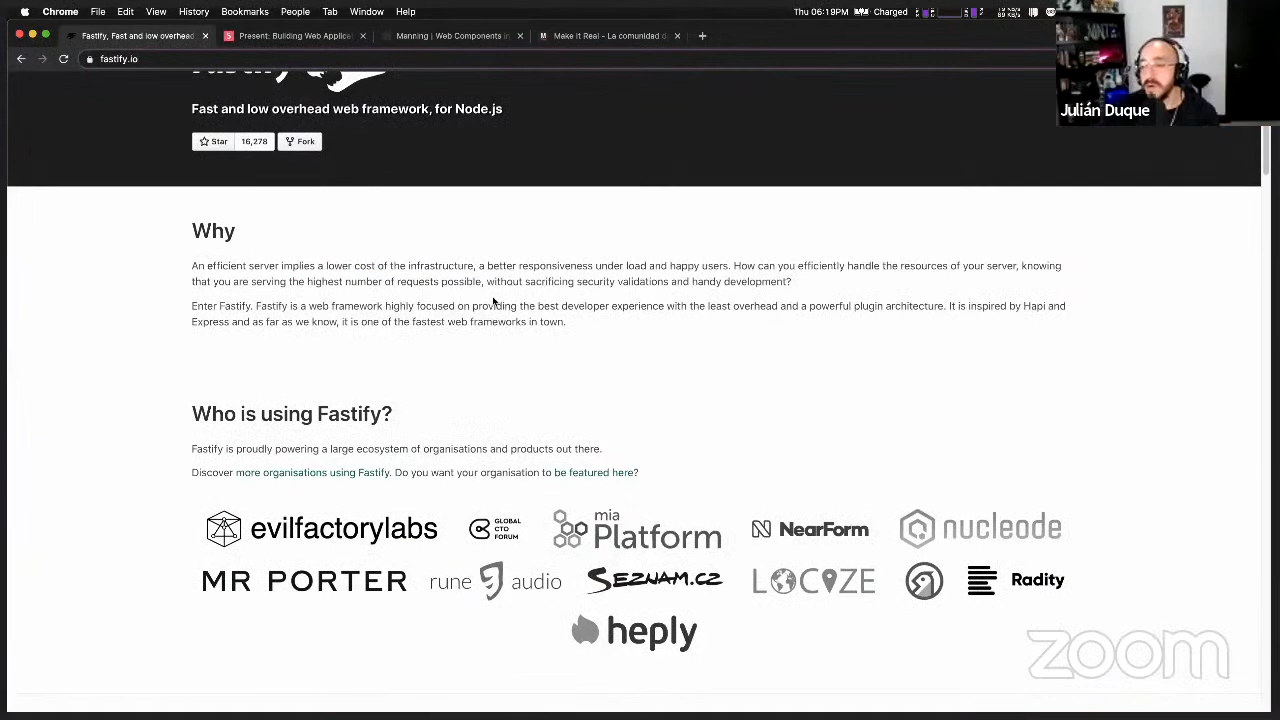 Chrome File Edit View History Bookmarks People Tab Window Help
Thu 06:19PM Charged
Fastify, Fast and low overhead
Present: Building Web Applica
Learning | Web Components in
Make It Real - La comunidad d
fastify.io
Julián Duque
Fastify
Fast and low overhead web framework, for Node.js
Star 16,278 Fork
Why
An efficient server implies a lower cost of the infrastructure, a better responsiveness under load and happy users. How can you efficiently handle the resources of your server, knowing
that you are serving the highest number of requests possible, without sacrificing security validations and handy development?
Enter Fastify. Fastify is a web framework highly focused on providing the best developer experience with the least overhead and a powerful plugin architecture. It is inspired by Hapi and
Express and as far as we know, it is one of the fastest web frameworks in town.
Who is using Fastify?
Fastify is proudly powering a large ecosystem of organisations and products out there.
Discover more organisations using Fastify. Do you want your organisation to be featured here?
evilfactorylabs
GLOBAL
CTO
FORUM
mia
Platform
NearForm
nucleode
MR PORTER
rune audio
SEZNAM.CZ
LOCIZE
Radity
heply
zoom